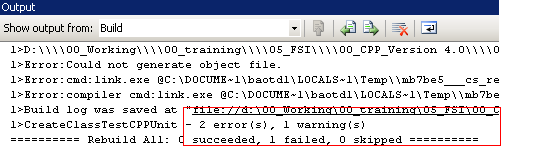 Output
Show output from: Build
1>D:\\\\00_Working\\\\00_training\\\\05_FSI\\\\00_CPP_Version 4.0\\\\0
1>Error:Could not generate object file.
1>Error:cmd:link.exe @C:\DOCUME~1\baotdl\LOCALS~1\Temp\\mb7be5___cs_re
1>Error:compiler cmd:link.exe @C:\DOCUME~1\baotdl\LOCALS~1\Temp\\mb7be
1>Build log was saved at "file://d:\00_Working\00_training\05_FSI\00_C
1>CreateClassTestCPPUnit - 2 error(s), 1 warning(s)
========== Rebuild All: 0 succeeded, 1 failed, 0 skipped ==========